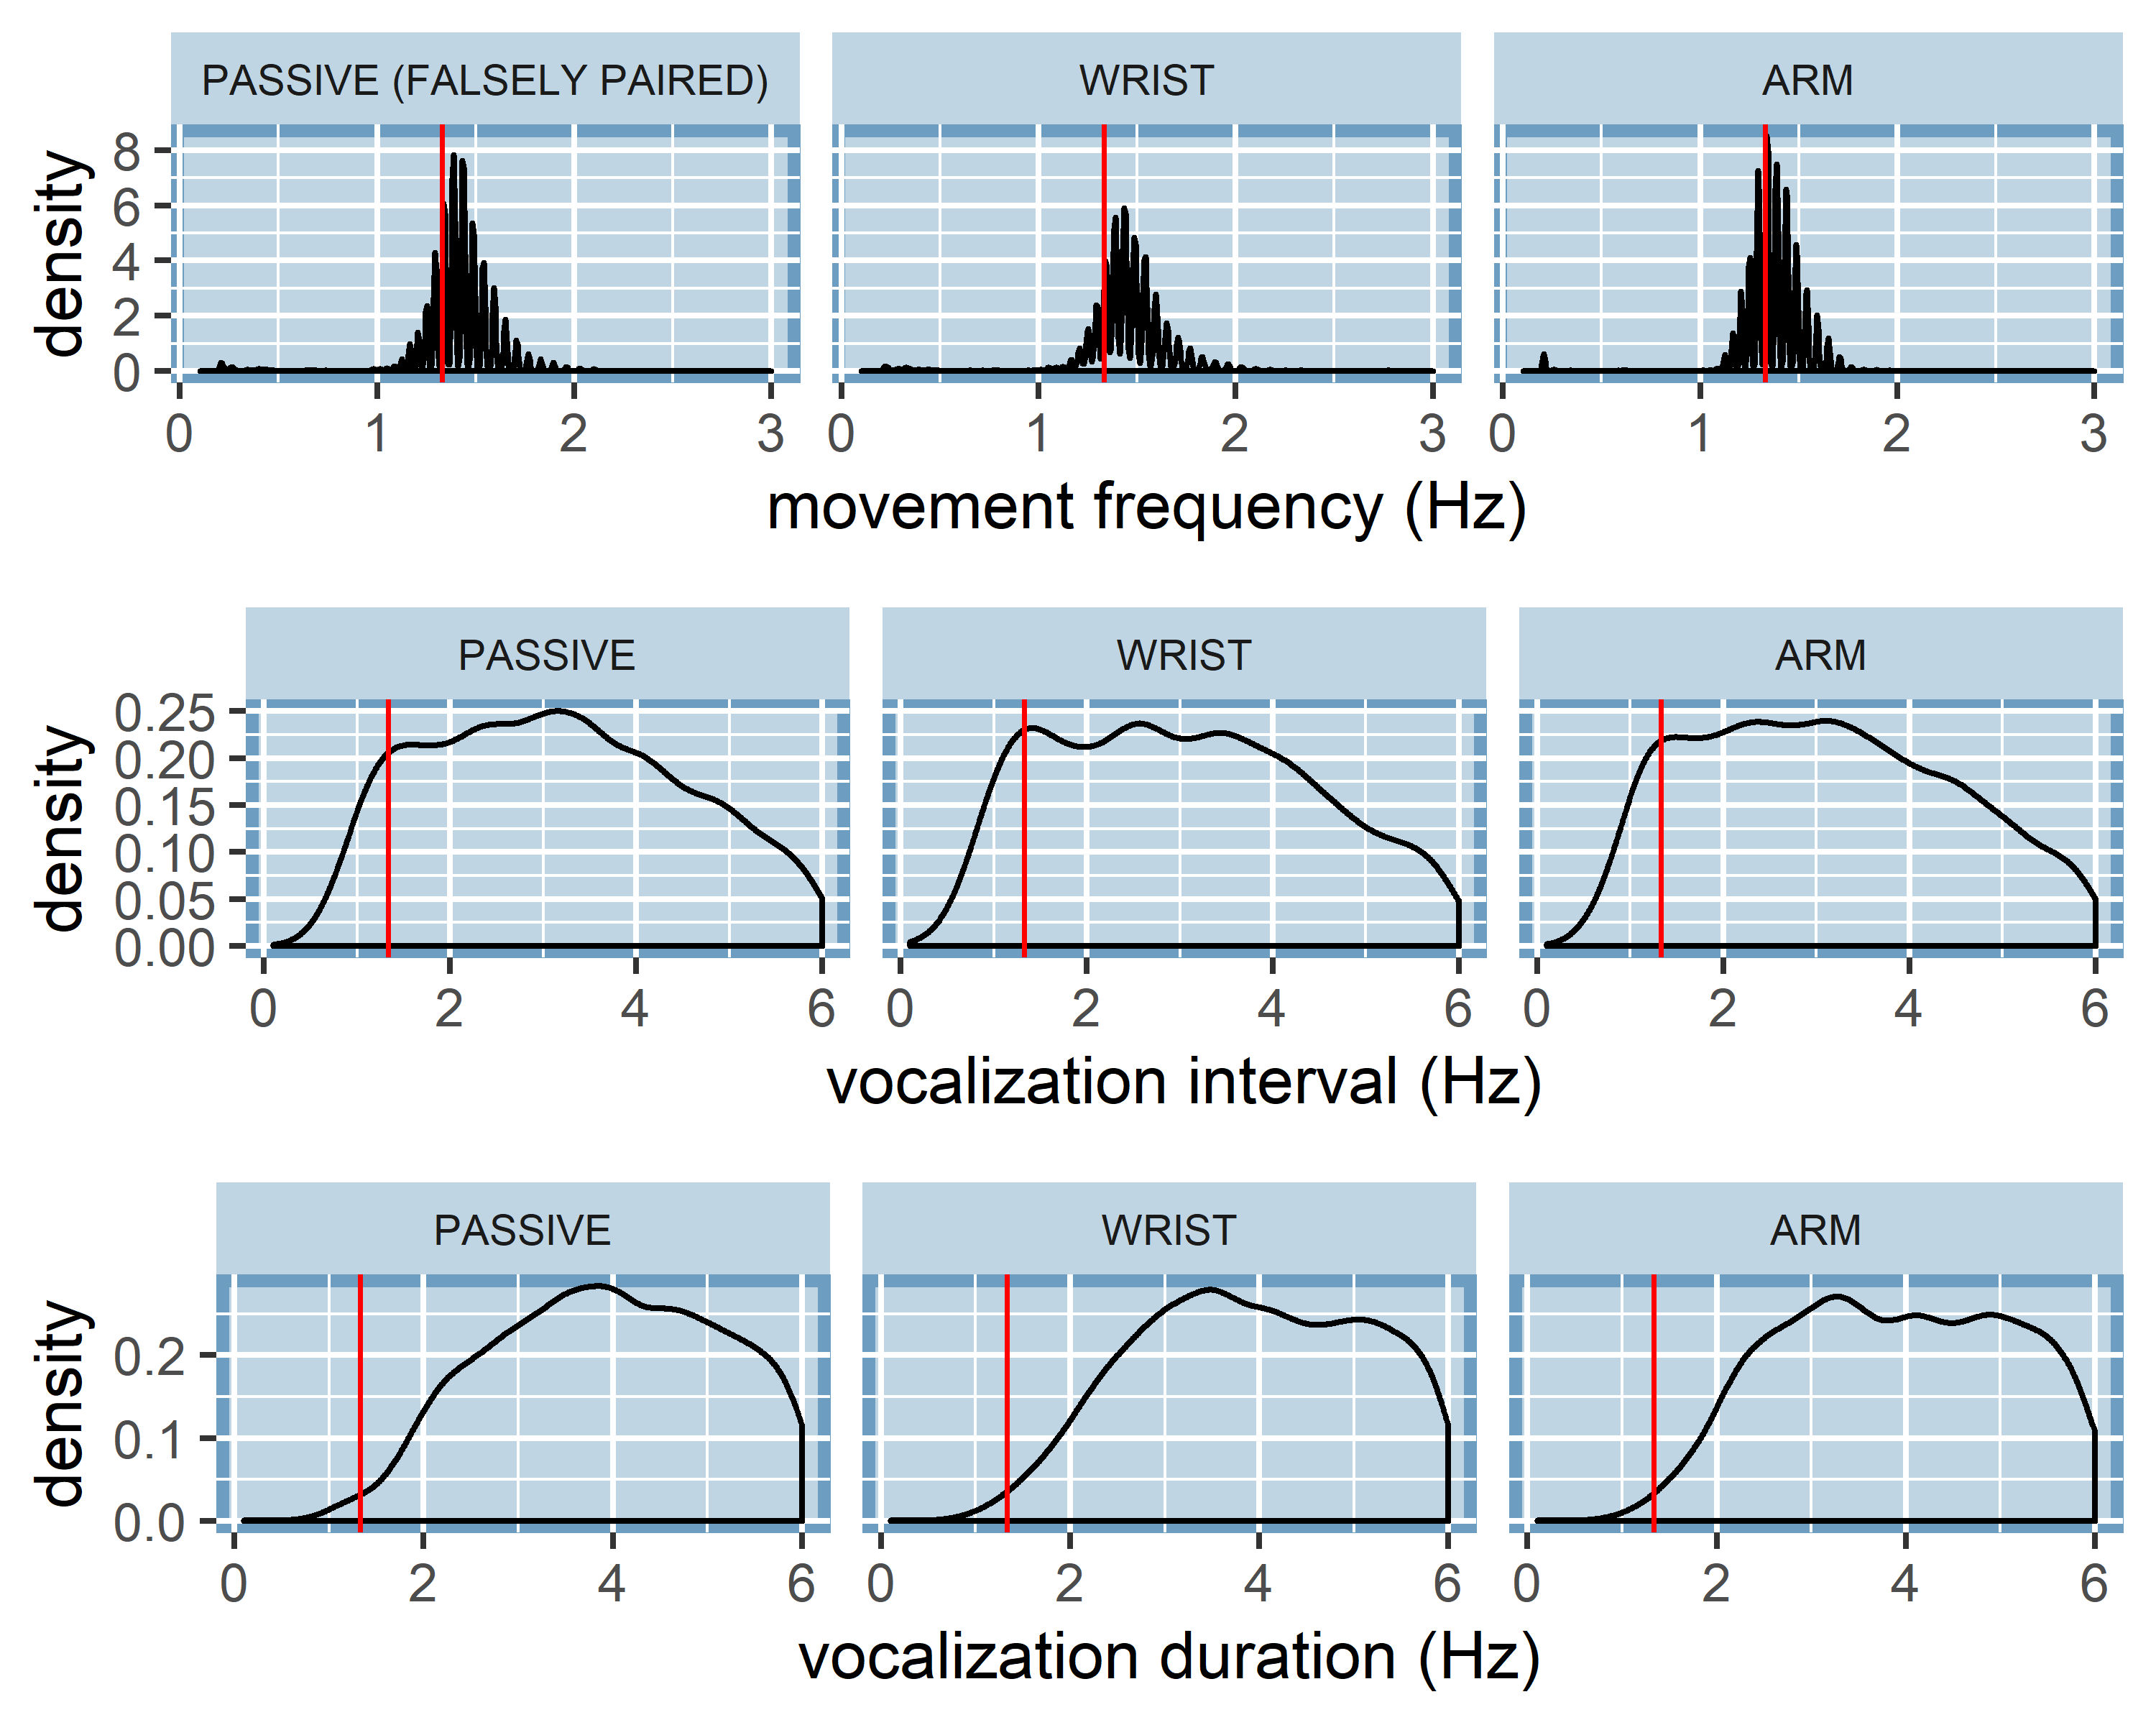 PASSIVE (FALSELY PAIRED) WRIST ARM
density
8
6
4
2
0
0 1 2 3 0 1 2 3 0 1 2 3
movement frequency (Hz)
PASSIVE WRIST ARM
density
0.25
0.20
0.15
0.10
0.05
0.00
0 2 4 6 0 2 4 6 0 2 4 6
vocalization interval (Hz)
PASSIVE WRIST ARM
density
0.2
0.1
0.0
0 2 4 6 0 2 4 6 0 2 4 6
vocalization duration (Hz)